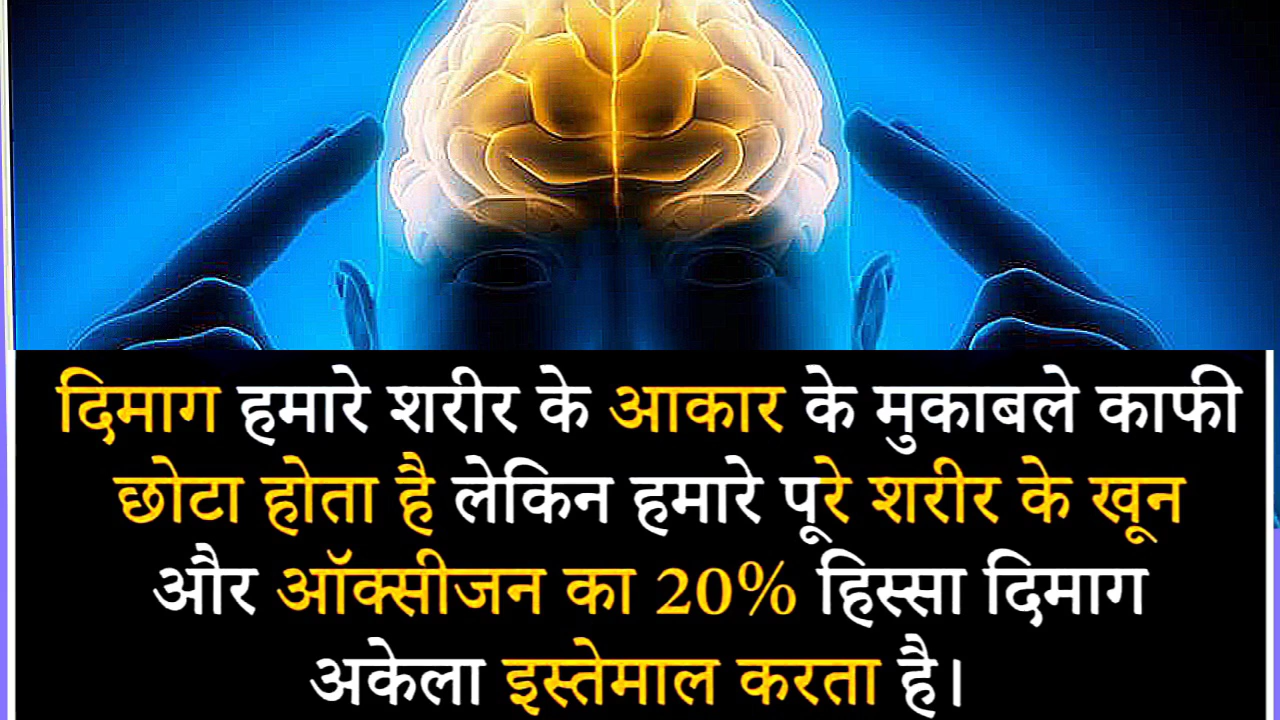 दिमाग हमारे शरीर के आकार के मुकाबले काफी
छोटा होता है लेकिन हमारे पूरे शरीर के खून
और ऑक्सीजन का 20% हिस्सा दिमाग
अकेला इस्तेमाल करता है।